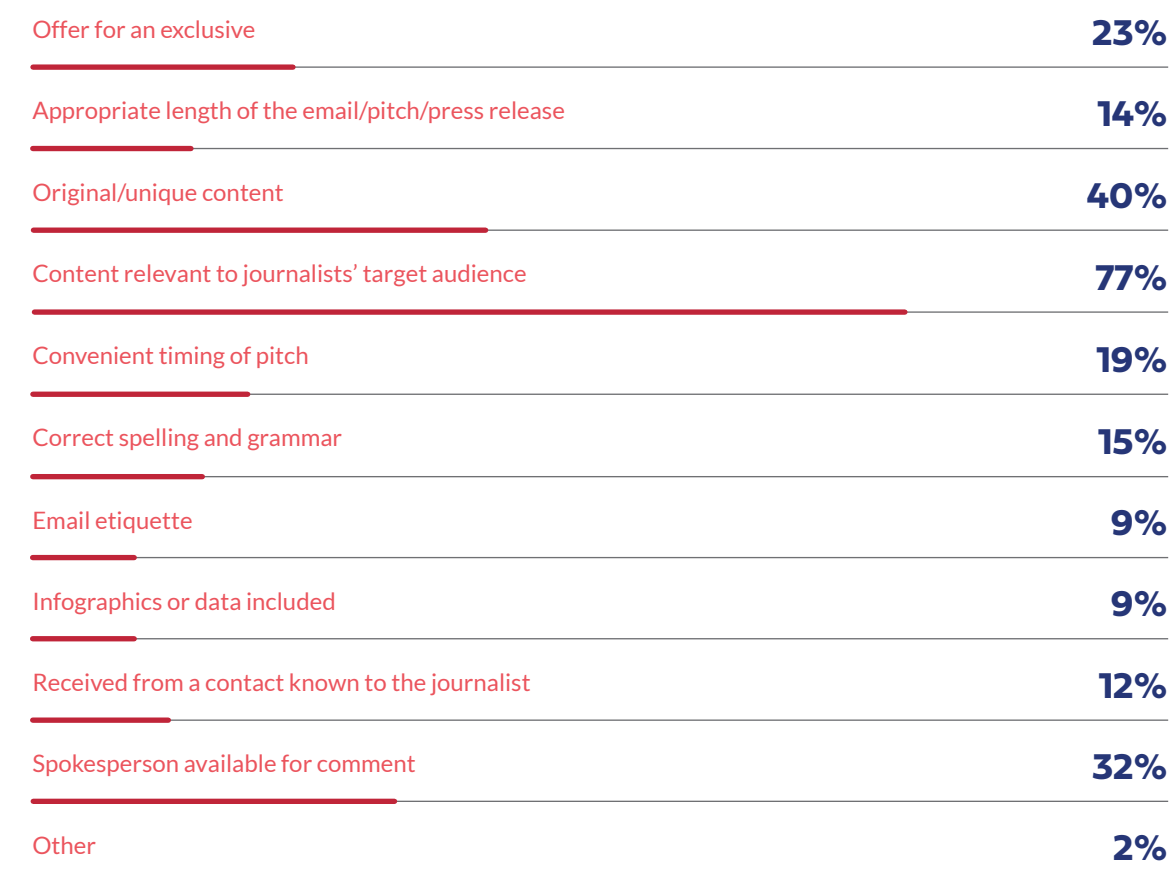 Offer for an exclusive 23%
Appropriate length of the email/pitch/press release 14%
Original/unique content 40%
Content relevant to journalists’ target audience 77%
Convenient timing of pitch 19%
Correct spelling and grammar 15%
Email etiquette 9%
Infographics or data included 9%
Received from a contact known to the journalist 12%
Spokesperson available for comment 32%
Other 2%